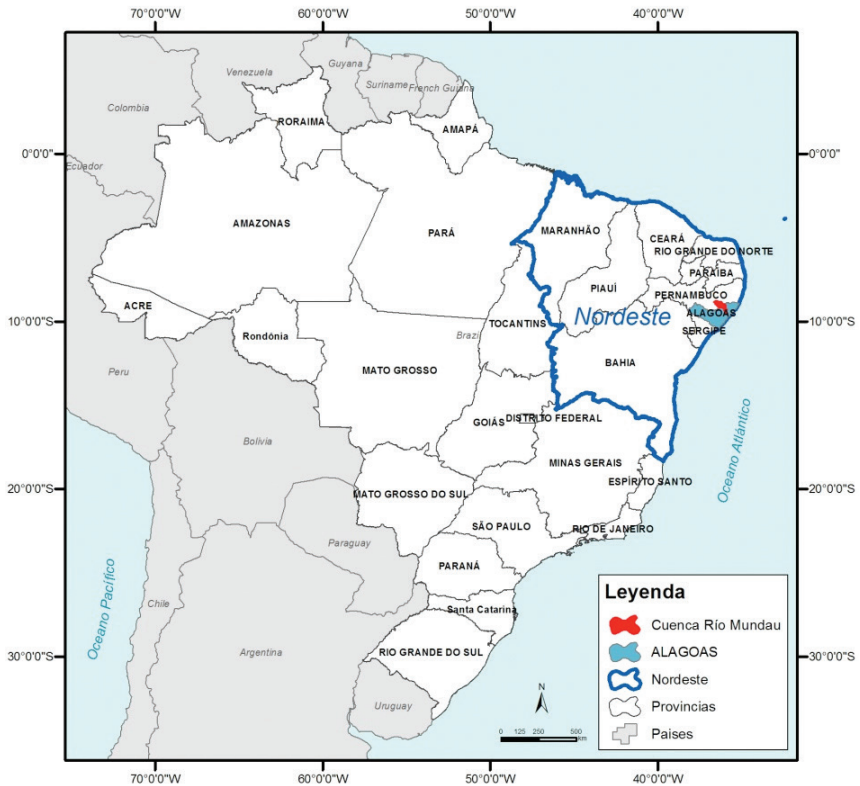 70°0'0"W 60°0'0"W 50°0'0"W 40°0'0"W
Guyana
Venezuela
Suriname
French Guiana
Colombia
RORAIMA
AMAPÁ
0°0'0" 0°0'0"
Ecuador
AMAZONAS
PARÁ
MARANHÃO
CEARÁ
RIO GRANDE DO NORTE
PARAÍBA
PIAUÍ
PERNAMBUCO
ACRE
Nordeste
ALAGOAS
10°0'0"S 10°0'0"S
TOCANTINS
SERGIPE
Rondônia
Brazil
MATO GROSSO
BAHIA
Peru
DISTRITO FEDERAL
GOIÁS
Bolivia
Oceano Atlántico
MINAS GERAIS
ESPÍRITO SANTO
20°0'0"S 20°0'0"S
MATO GROSSO DO SUL
SÃO PAULO
RIO DE JANEIRO
Paraguay
PARANÁ
Oceano Pacífico
Chile
Santa Catarina
Argentina
RIO GRANDE DO SUL
30°0'0"S 30°0'0"S
Uruguay
N
0 125 250 500
km
Leyenda
Cuenca Río Mundau
ALAGOAS
Nordeste
Provincias
Paises
70°0'0"W 60°0'0"W 50°0'0"W 40°0'0"W